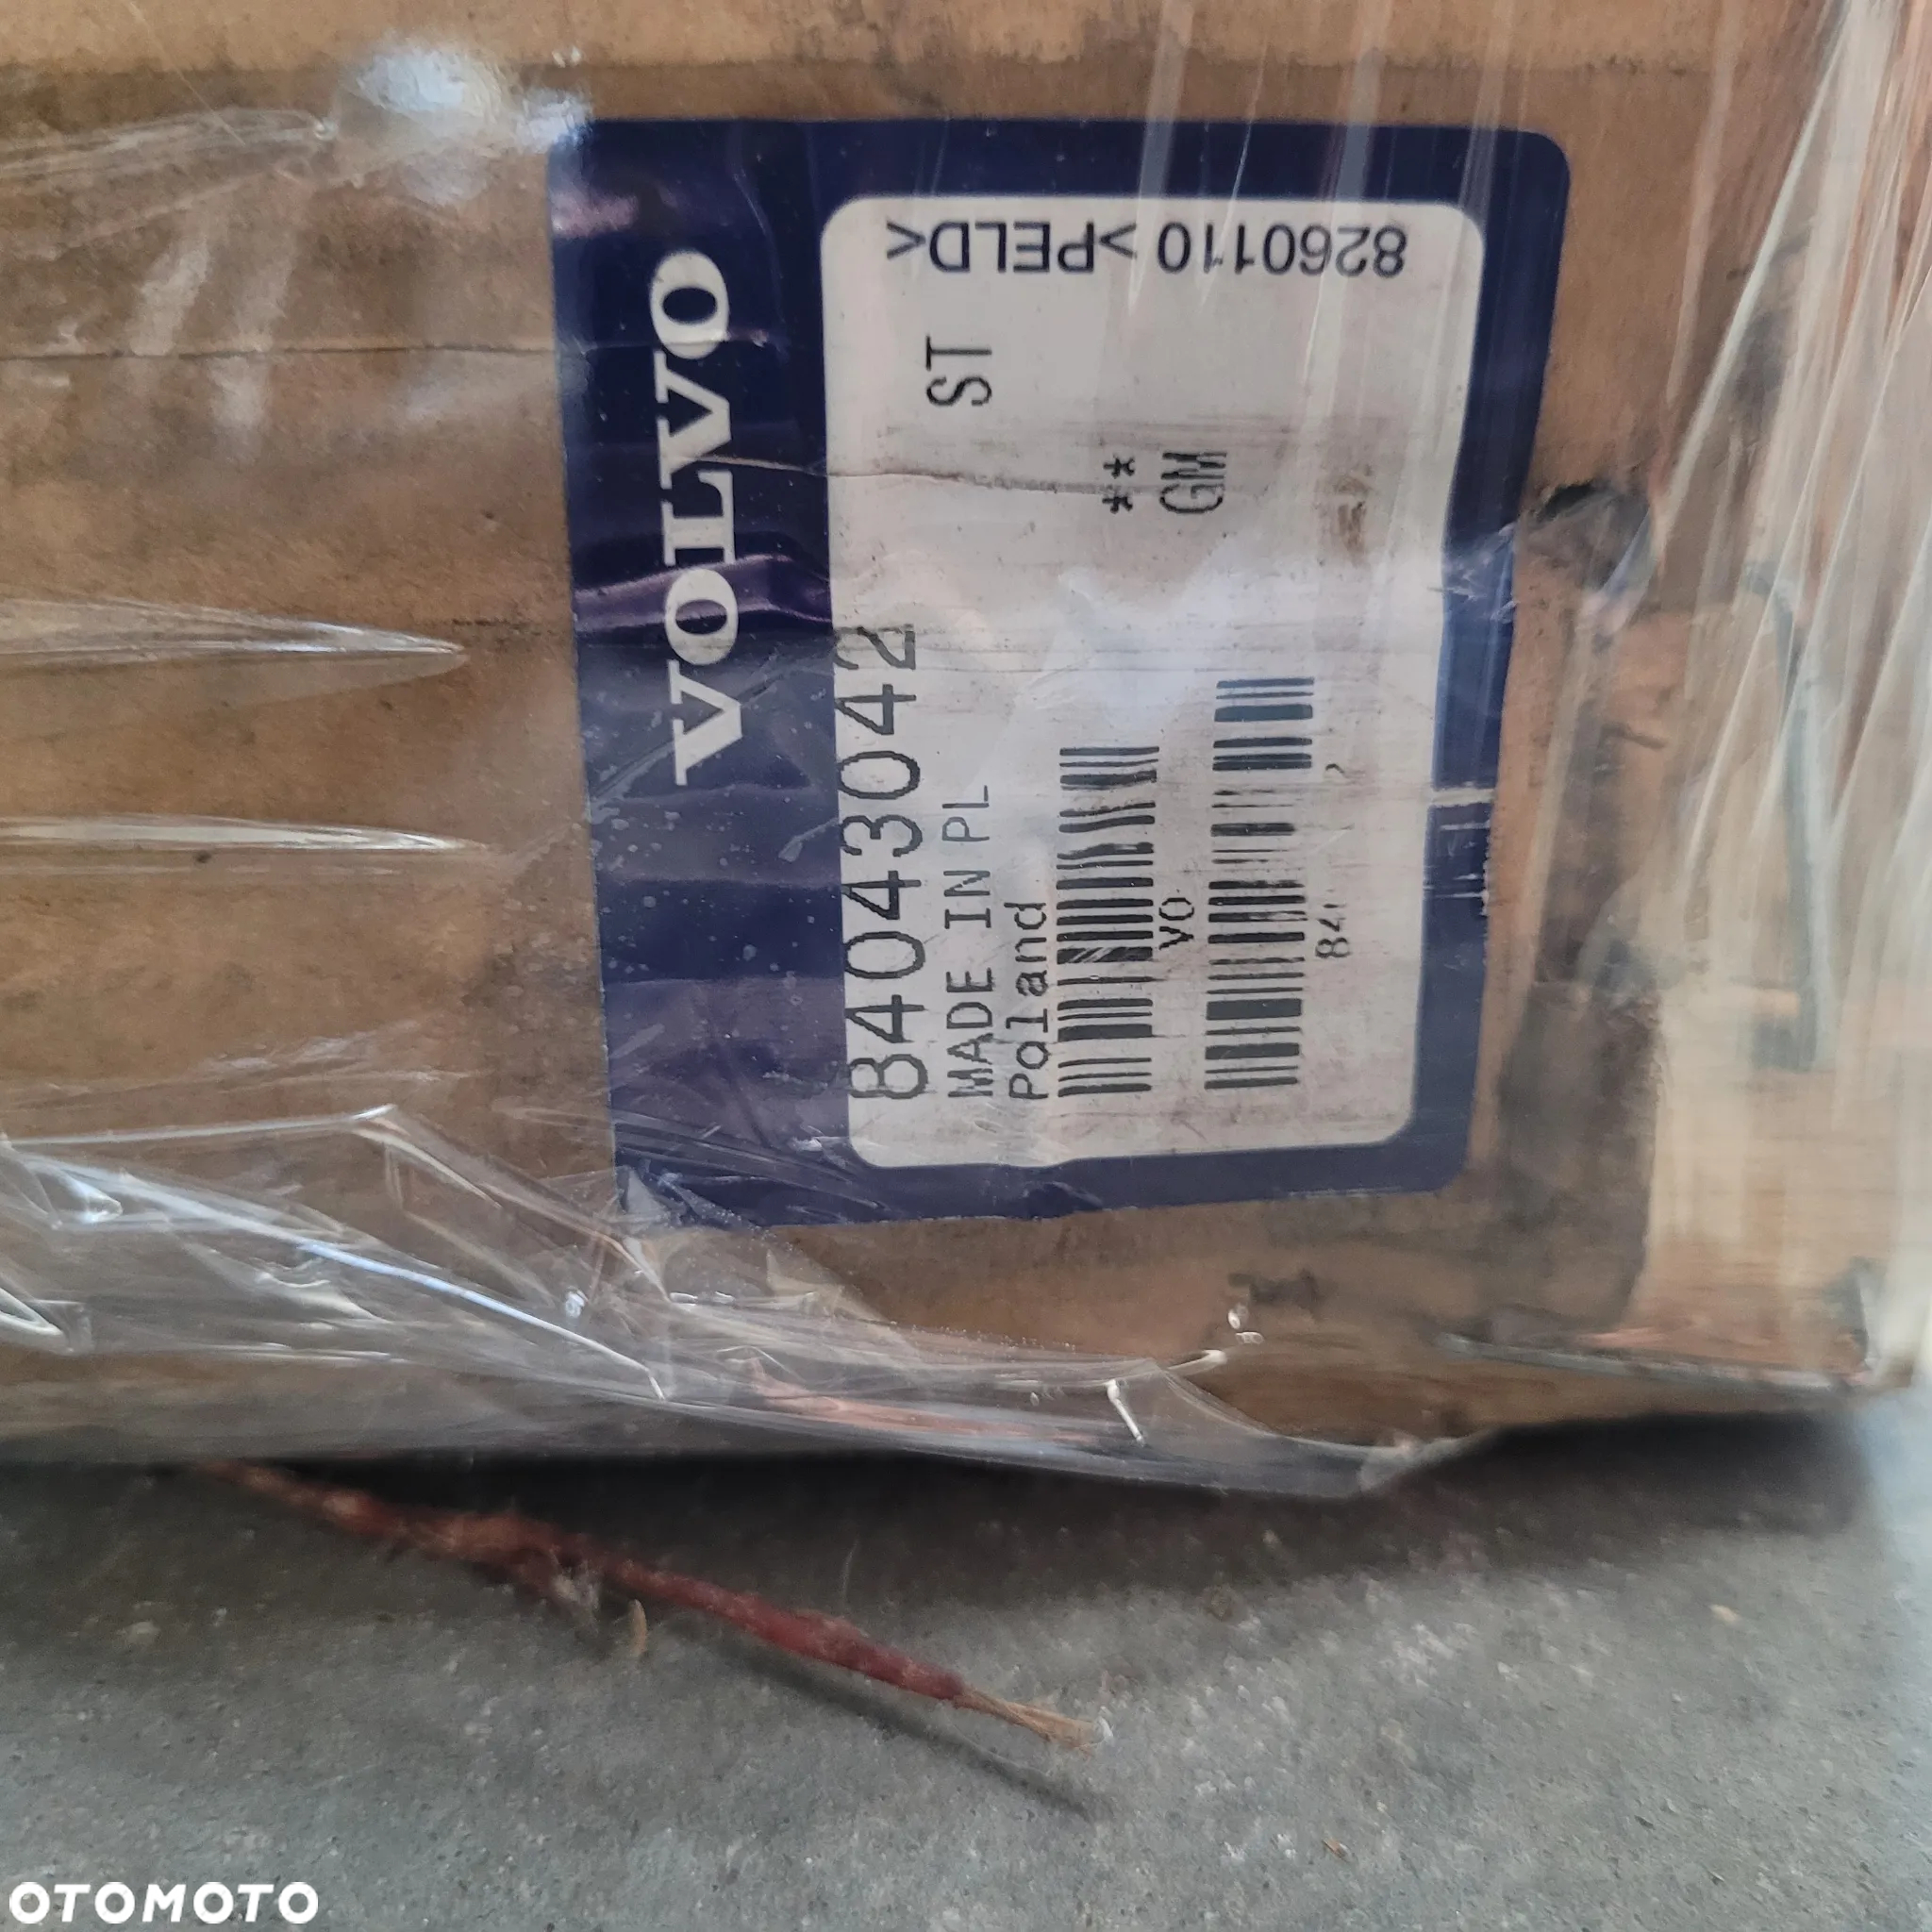 VOLVO
84043042 ST
MADE IN PL
Poland
**
VO GM
84
8260110 >PELD<
OTOMOTO